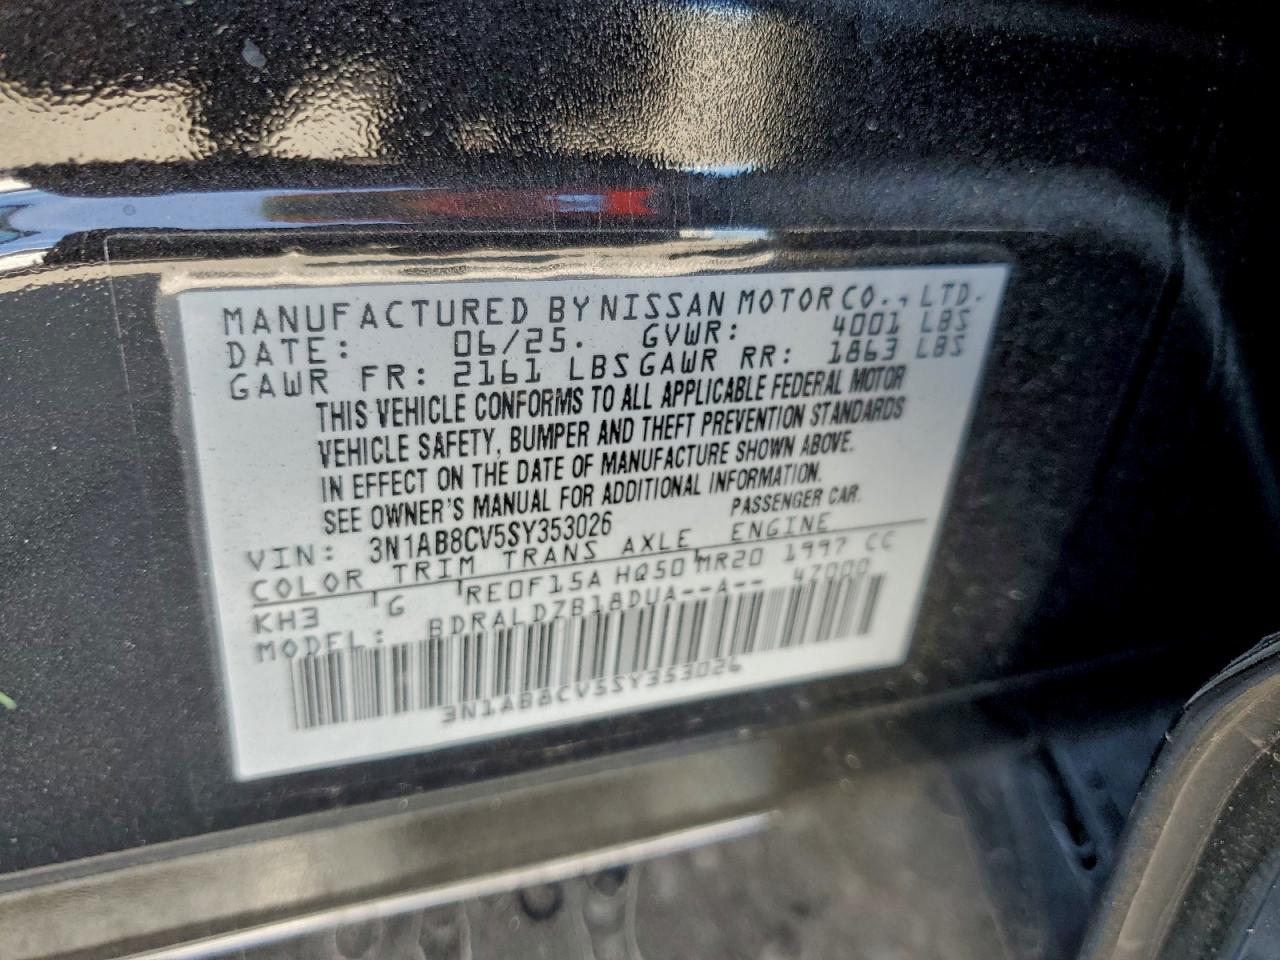 MANUFACTURED BY NISSAN MOTOR CO., LTD.
DATE: 06/25. GVWR: 4001 LBS
GAWR FR: 2161 LBS GAWR RR: 1863 LBS
THIS VEHICLE CONFORMS TO ALL APPLICABLE FEDERAL MOTOR
VEHICLE SAFETY, BUMPER AND THEFT PREVENTION STANDARDS
IN EFFECT ON THE DATE OF MANUFACTURE SHOWN ABOVE.
SEE OWNER'S MANUAL FOR ADDITIONAL INFORMATION.
VIN: 3N1AB8CV5SY353026 PASSENGER CAR.
COLOR TRIM TRANS AXLE ENGINE
KH3 G RE0F15A HQ50 MR20 1997 CC
MODEL: BDRALDZB18DUA--A-- 47000
3N1AB8CV5SY353026